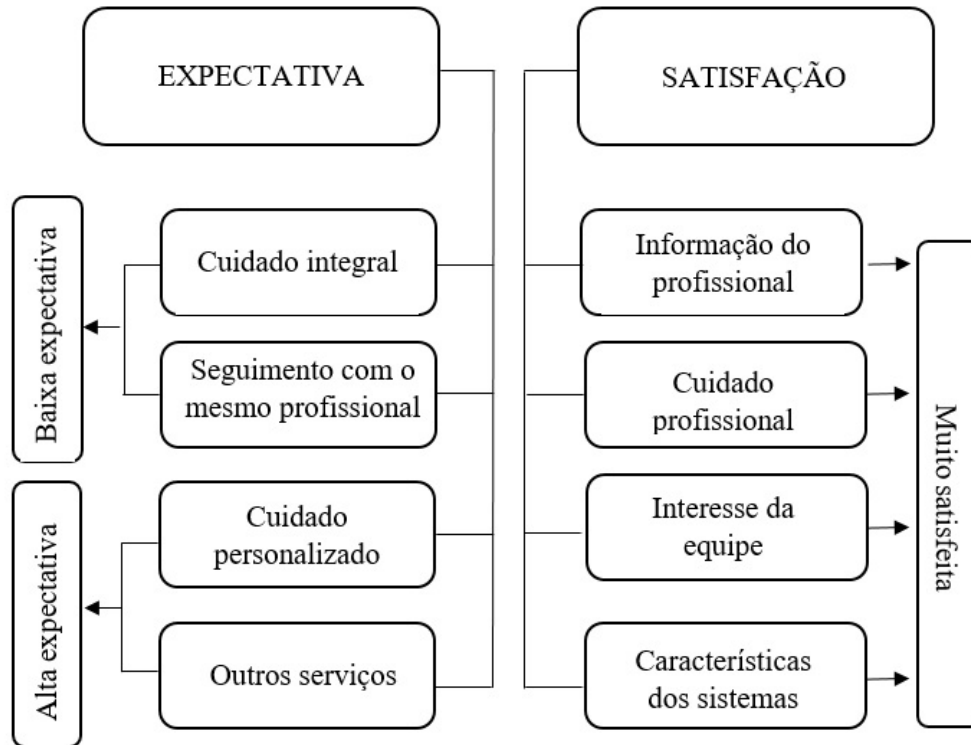 EXPECTATIVA
SATISFAÇÃO
Baixa expectativa
Cuidado integral
Seguimento com o
mesmo profissional
Alta expectativa
Cuidado
personalizado
Outros serviços
Informação do
profissional
Cuidado
profissional
Interesse da
equipe
Características
dos sistemas
Muito satisfeita